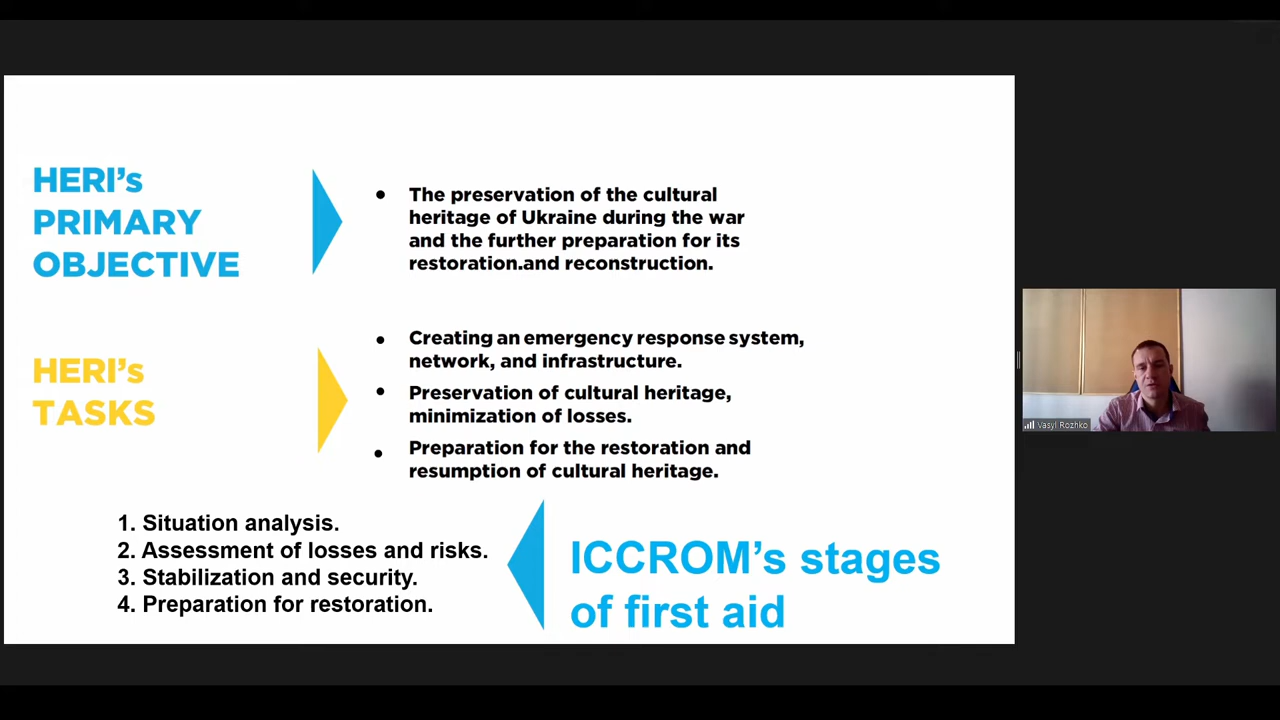 HERI’s
PRIMARY
OBJECTIVE
● The preservation of the cultural
heritage of Ukraine during the war
and the further preparation for its
restoration.and reconstruction.
HERI’s
TASKS
● Creating an emergency response system,
network, and infrastructure.
● Preservation of cultural heritage,
minimization of losses.
● Preparation for the restoration and
resumption of cultural heritage.
1. Situation analysis.
2. Assessment of losses and risks.
3. Stabilization and security.
4. Preparation for restoration.
ICCROM’s stages
of first aid
Vasyl Rozhko